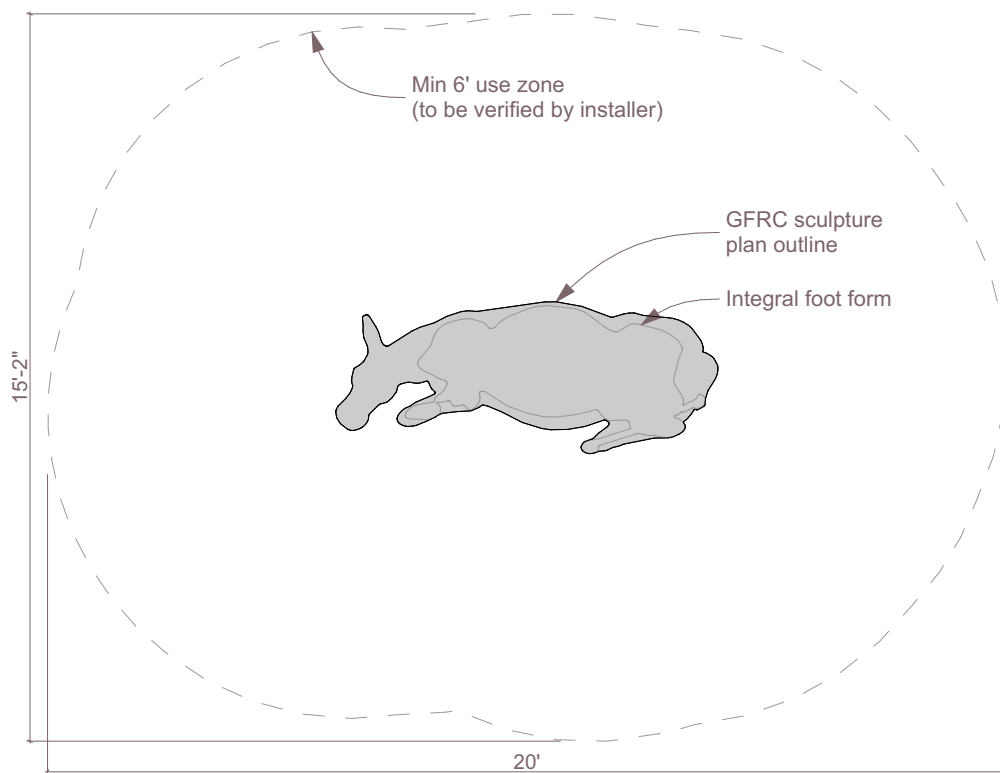 Min 6' use zone
(to be verified by installer)
GFRC sculpture
plan outline
Integral foot form
15'-2"
20'